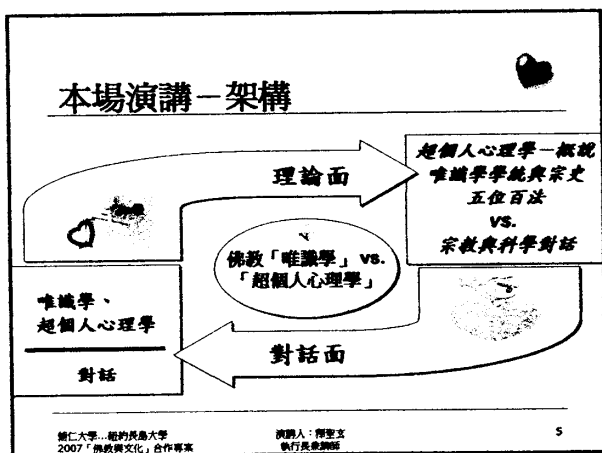 本場演講－架構
理論面
超個人心理學－概說
唯識學學統與宗史
五位百法
vs.
宗教與科學對話
佛教「唯識學」vs.
「超個人心理學」
唯識學、
超個人心理學
對話
對話面
輔仁大學...紐約長島大學
2007「佛教與文化」合作專案
演講人：釋聖玄
執行長兼講師
5